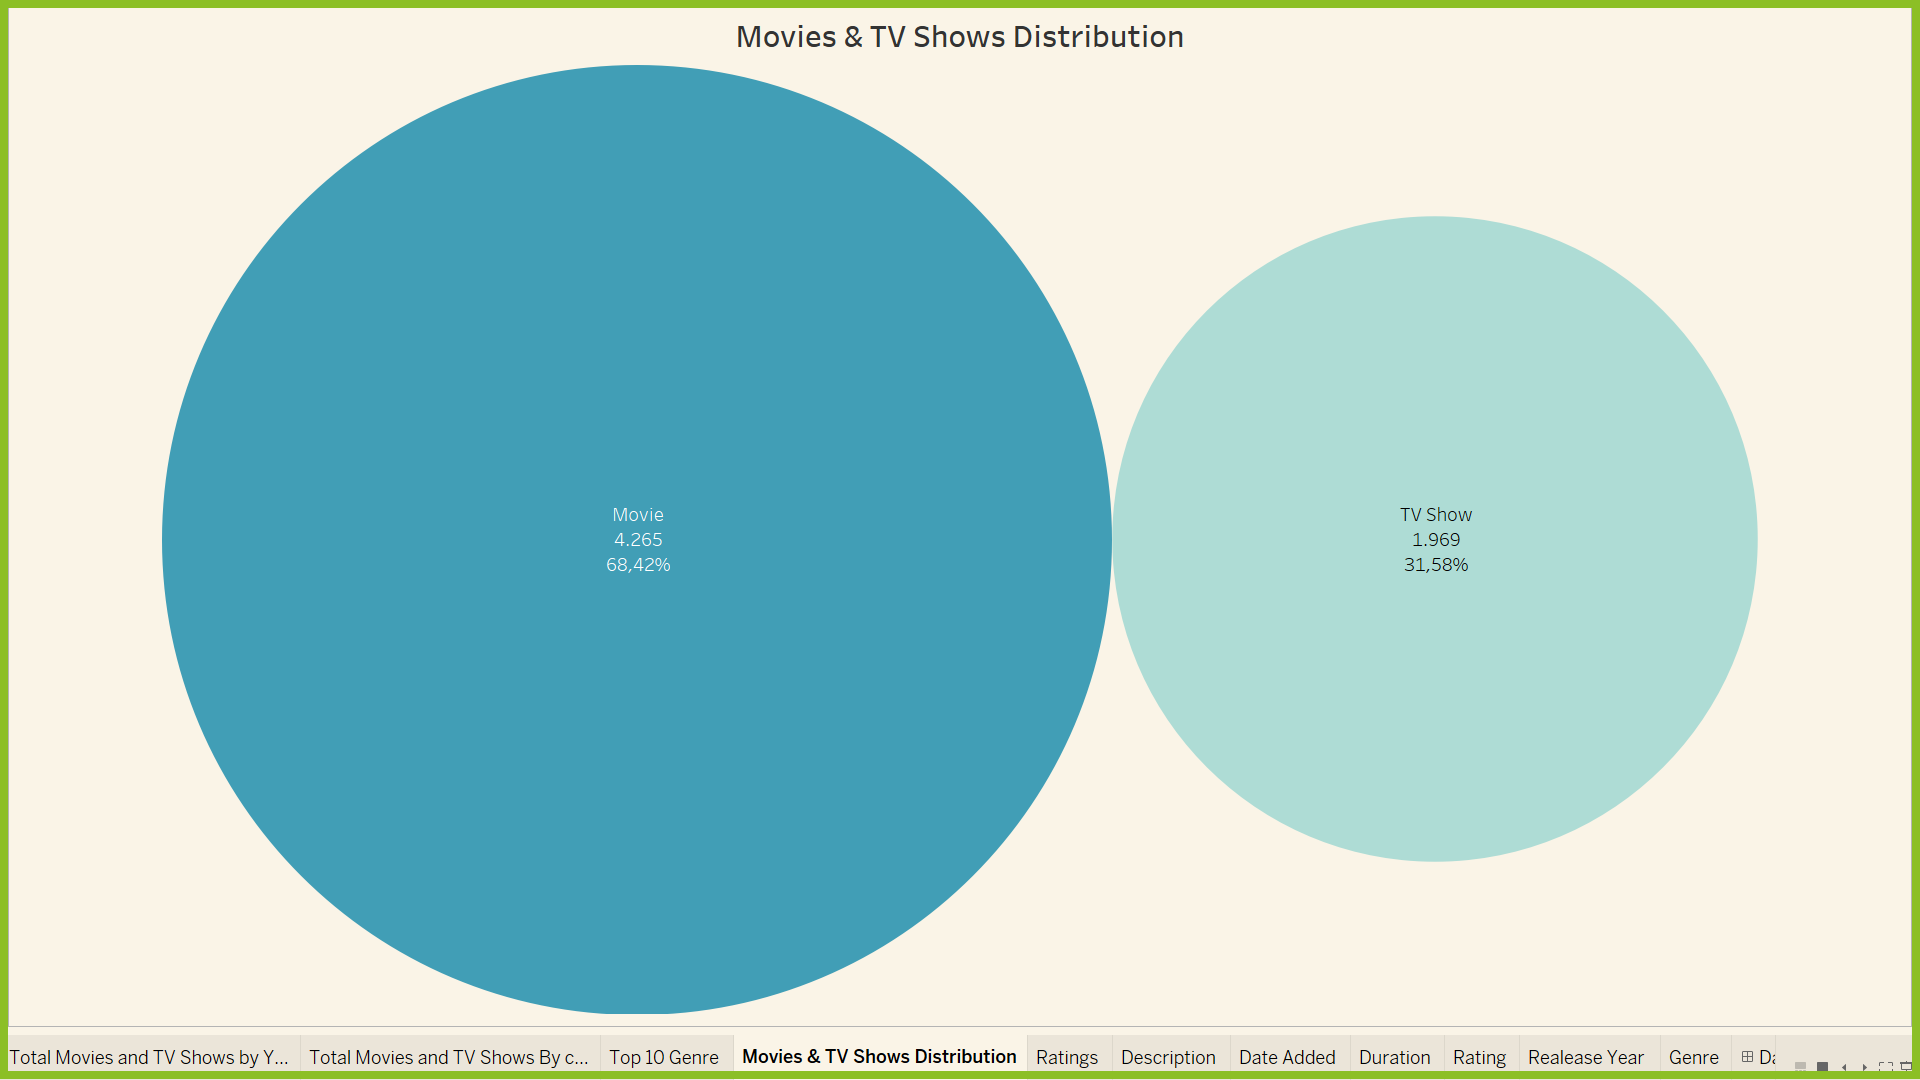 Movies & TV Shows Distribution
Movie
4.265
68,42%
TV Show
1.969
31,58%
Total Movies and TV Shows by Y...
Total Movies and TV Shows By c...
Top 10 Genre
Movies & TV Shows Distribution
Ratings
Description
Date Added
Duration
Rating
Realease Year
Genre